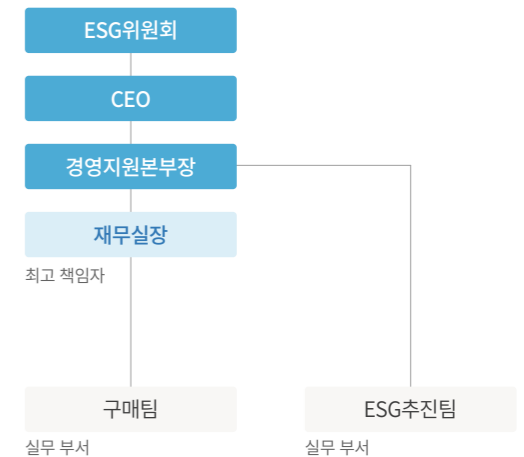 ESG위원회
CEO
경영지원본부장
재무실장
최고 책임자
구매팀
실무 부서
ESG추진팀
실무 부서